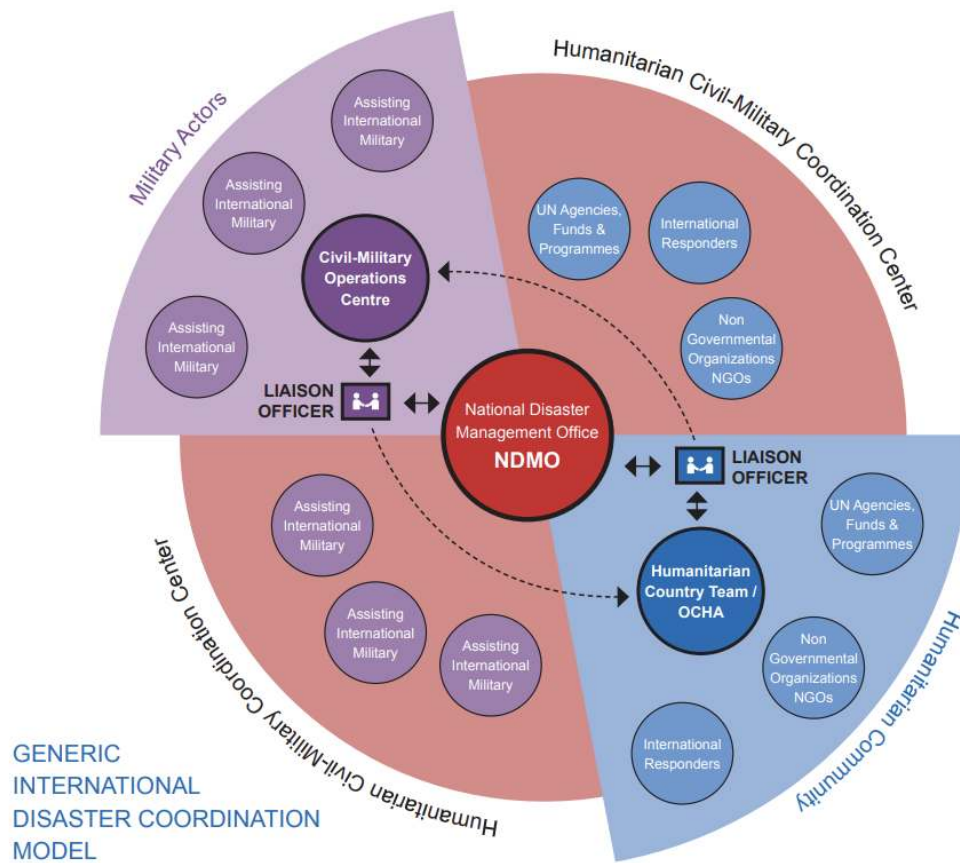 Military Actors
Humanitarian Civil-Military Coordination Center
Assisting
International
Military
Assisting
International
Military
Assisting
International
Military
Civil-Military
Operations
Centre
LIAISON
OFFICER
UN Agencies,
Funds &
Programmes
International
Responders
Non
Governmental
Organizations
NGOs
National Disaster
Management Office
NDMO
LIAISON
OFFICER
Assisting
International
Military
Assisting
International
Military
Assisting
International
Military
Humanitarian Civil-Military Coordination Center
Humanitarian
Country Team /
OCHA
UN Agencies,
Funds &
Programmes
Non
Governmental
Organizations
NGOs
International
Responders
Humanitarian Community
GENERIC
INTERNATIONAL
DISASTER COORDINATION
MODEL